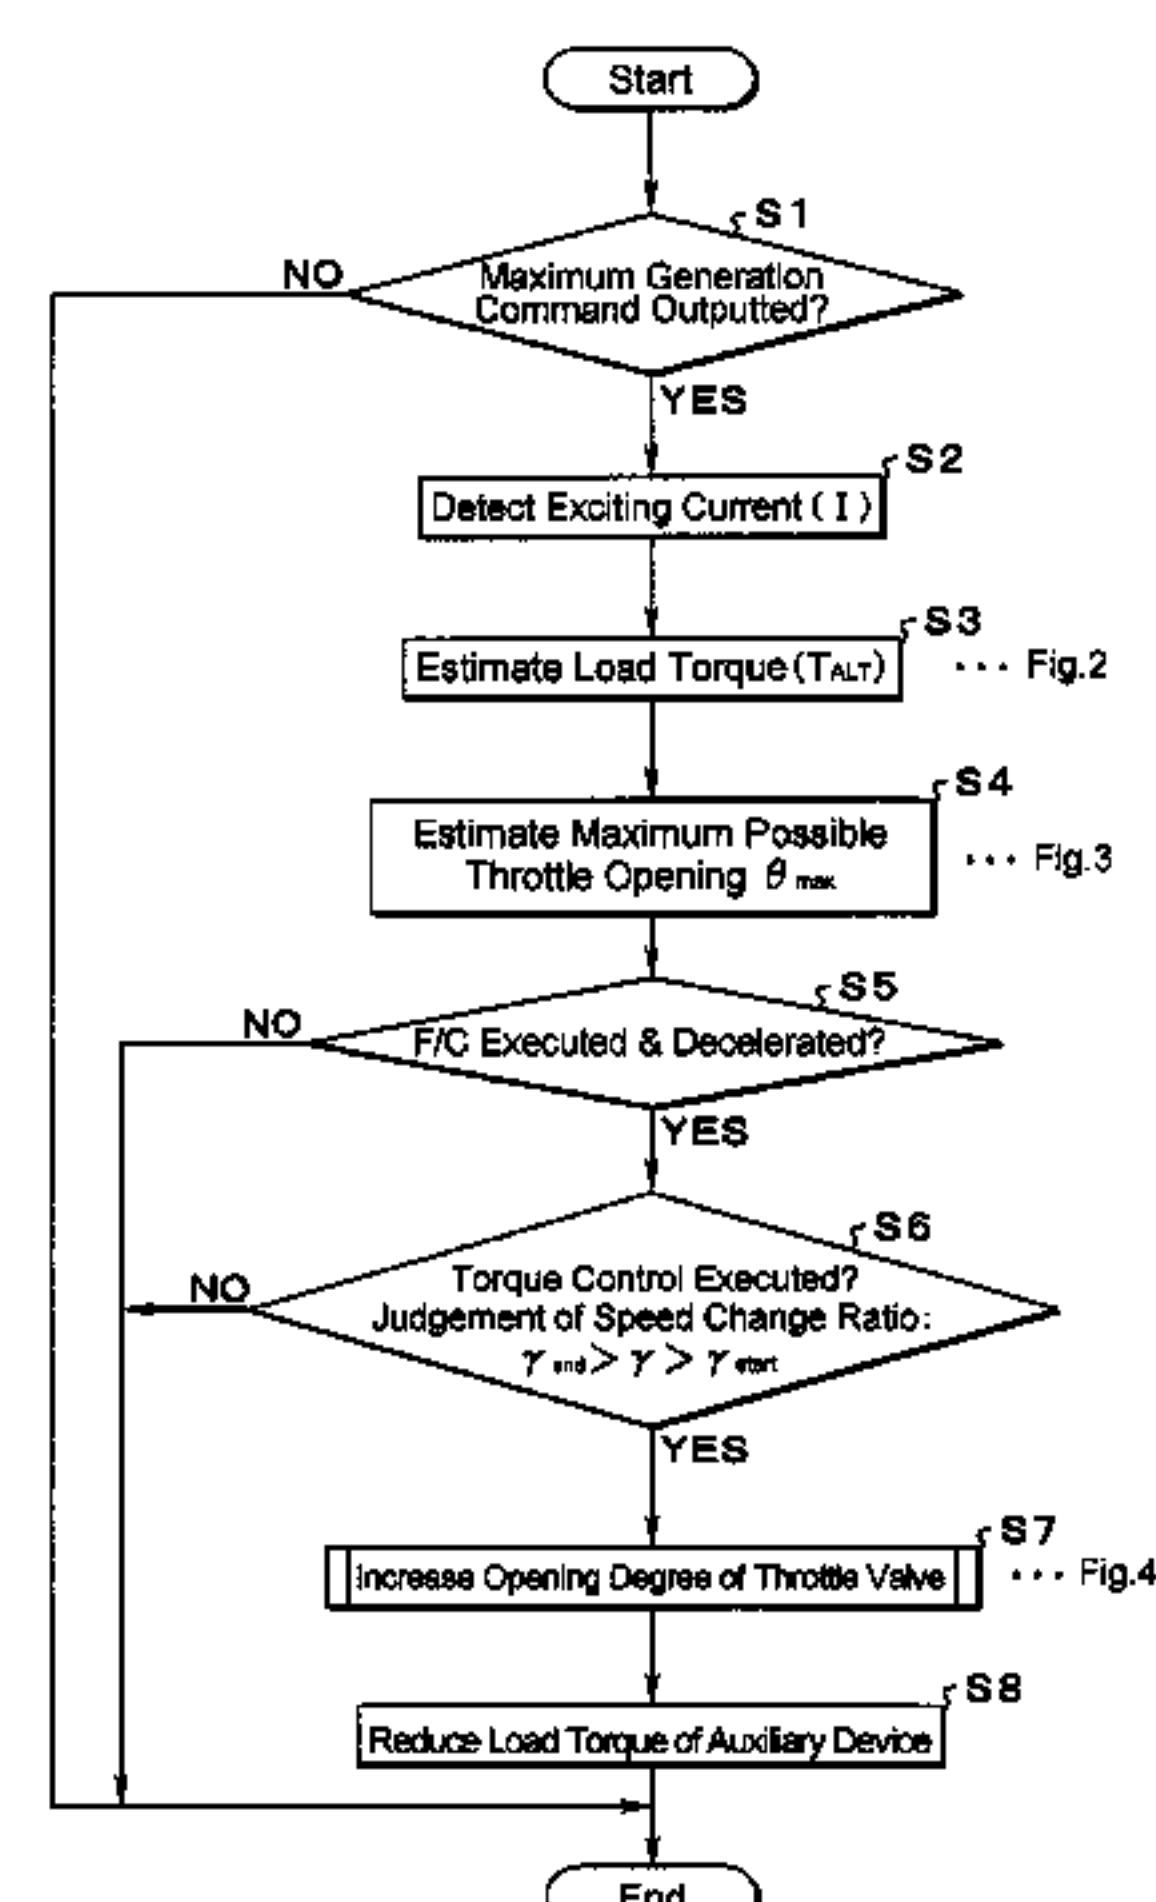 Start
S1
NO
Maximum Generation
Command Outputted?
YES
S2
Detect Exciting Current ( I )
S3
Estimate Load Torque (TALT)
··· Fig.2
S4
Estimate Maximum Possible
Throttle Opening θ max
··· Fig.3
S5
NO
F/C Executed & Decelerated?
YES
S6
NO
Torque Control Executed?
Judgement of Speed Change Ratio:
γ end > γ > γ start
YES
S7
Increase Opening Degree of Throttle Valve
··· Fig.4
S8
Reduce Load Torque of Auxiliary Device
End